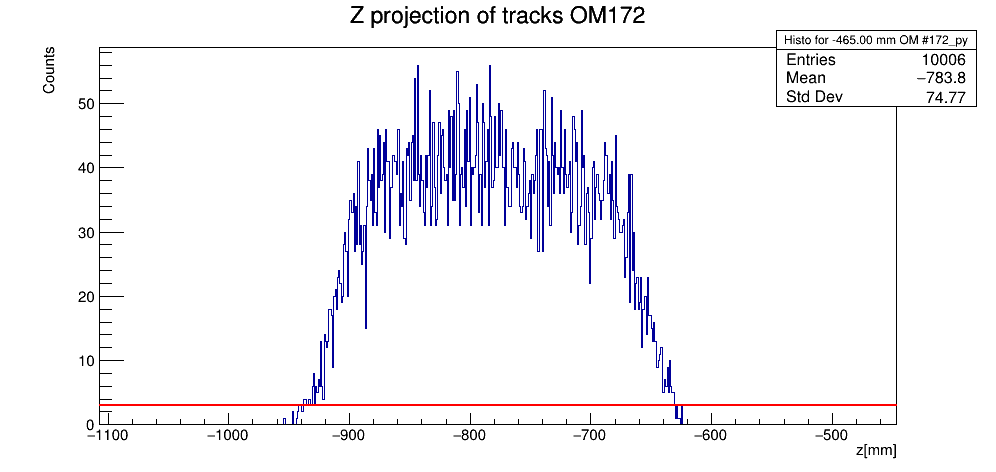 Z projection of tracks OM172
Histo for -465.00 mm OM #172_py
Entries 10006
Mean −783.8
Std Dev 74.77
Counts
50
40
30
20
10
0
−1100 −1000 −900 −800 −700 −600 −500
z[mm]